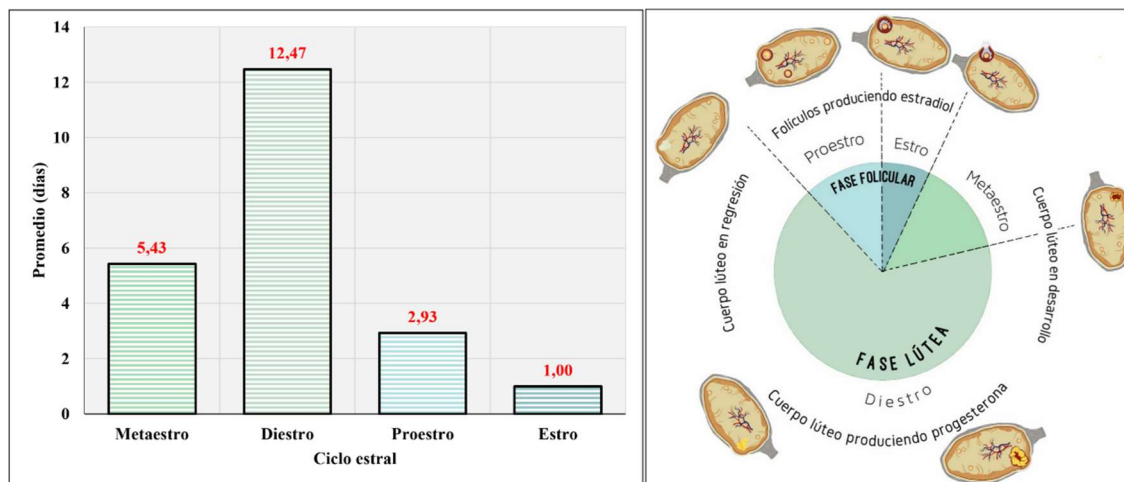 14
12
10
8
6
4
2
0
Promedio (días)
5,43
12,47
2,93
1,00
Metaestro
Diestro
Proestro
Estro
Ciclo estral
Folículos produciendo estradiol
Proestro
Estro
FASE FOLICULAR
Metaestro
Cuerpo lúteo en regresión
Cuerpo lúteo en desarrollo
FASE LÚTEA
Diestro
Cuerpo lúteo produciendo progesterona